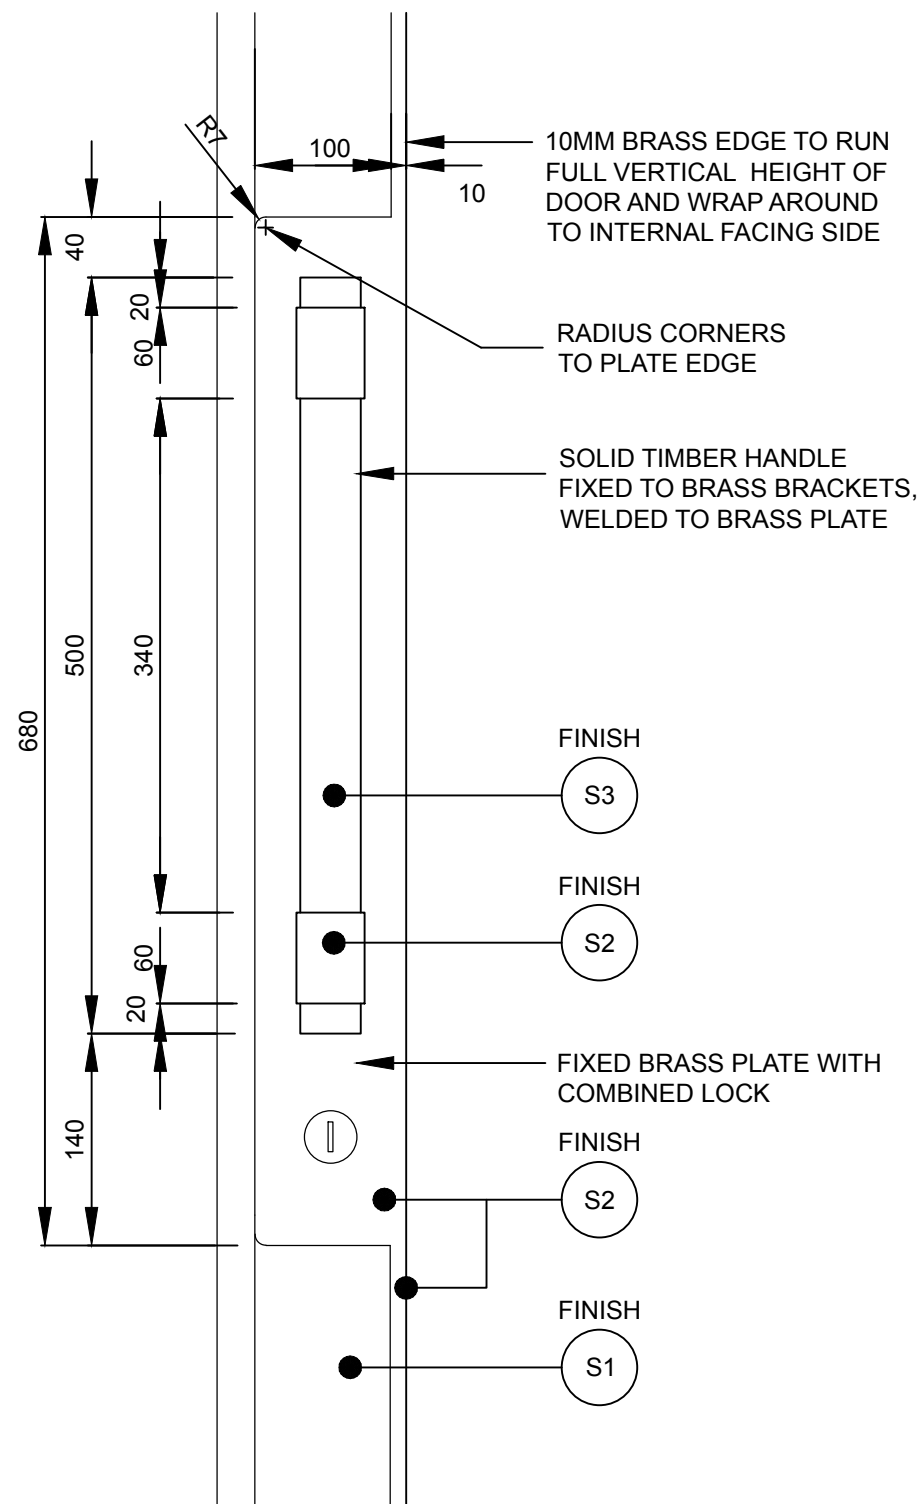 R7
100
10MM BRASS EDGE TO RUN
FULL VERTICAL HEIGHT OF
DOOR AND WRAP AROUND
TO INTERNAL FACING SIDE
10
40
20
60
RADIUS CORNERS
TO PLATE EDGE
SOLID TIMBER HANDLE
FIXED TO BRASS BRACKETS,
WELDED TO BRASS PLATE
500
340
680
FINISH
S3
FINISH
S2
60
20
FIXED BRASS PLATE WITH
COMBINED LOCK
140
FINISH
S2
FINISH
S1